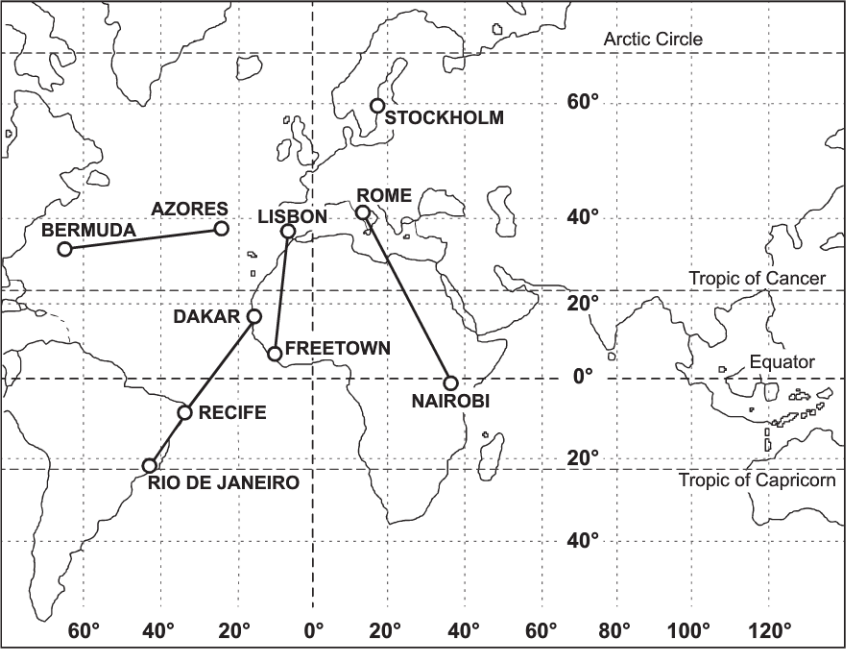 Arctic Circle
60°
STOCKHOLM
ROME
AZORES
LISBON
40°
BERMUDA
Tropic of Cancer
20°
DAKAR
FREETOWN
Equator
0°
NAIROBI
RECIFE
20°
RIO DE JANEIRO
Tropic of Capricorn
40°
60° 40° 20° 0° 20° 40° 60° 80° 100° 120°